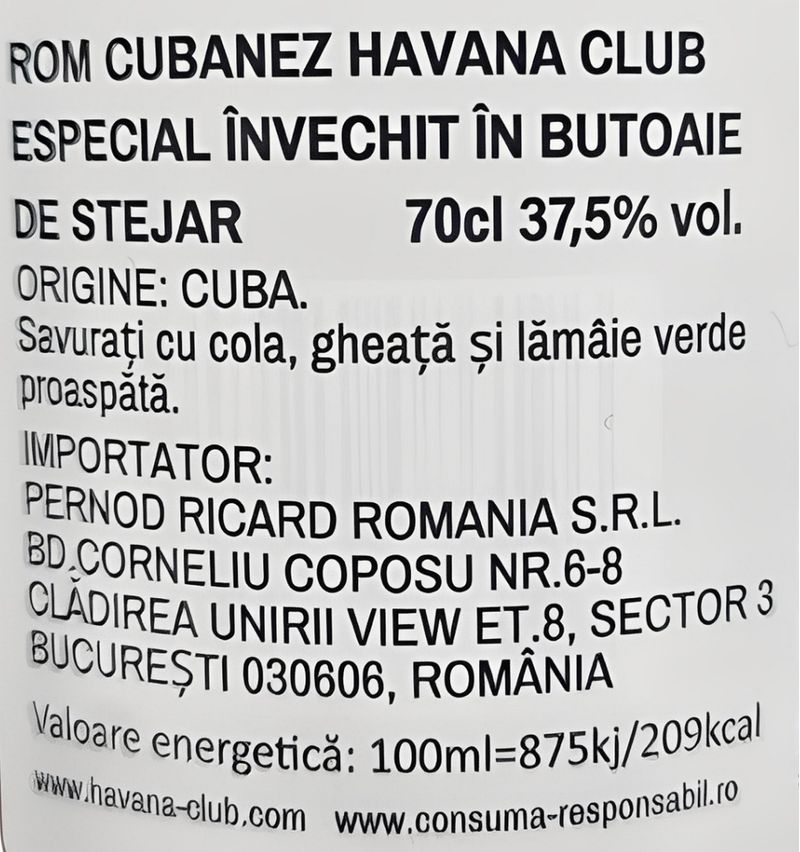 ROM CUBANEZ HAVANA CLUB
ESPECIAL ÎNVECHIT ÎN BUTOAIE
DE STEJAR 70cl 37,5% vol.
ORIGINE: CUBA.
Savurați cu cola, gheață și lămâie verde
proaspătă.
IMPORTATOR:
PERNOD RICARD ROMANIA S.R.L.
BD.CORNELIU COPOSU NR.6-8
CLĂDIREA UNIRII VIEW ET.8, SECTOR 3
BUCUREȘTI 030606, ROMÂNIA
Valoare energetică: 100ml=875kj/209kcal
www.havana-club.com www.consuma-responsabil.ro